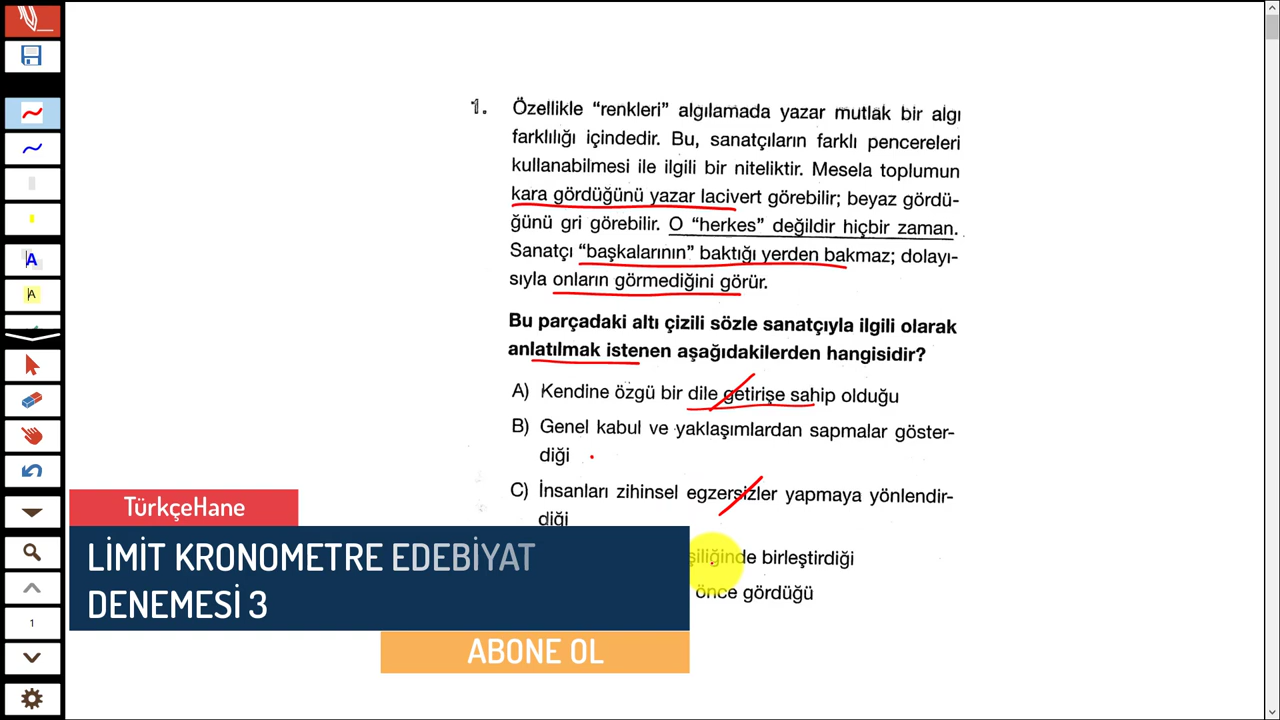 1. Özellikle “renkleri” algılamada yazar mutlak bir algı
farklılığı içindedir. Bu, sanatçıların farklı pencereleri
kullanabilmesi ile ilgili bir niteliktir. Mesela toplumun
kara gördüğünü yazar lacivert görebilir; beyaz gördü-
ğünü gri görebilir. O “herkes” değildir hiçbir zaman.
Sanatçı “başkalarının” baktığı yerden bakmaz; dolayı-
sıyla onların görmediğini görür.
Bu parçadaki altı çizili sözle sanatçıyla ilgili olarak
anlatılmak istenen aşağıdakilerden hangisidir?
A) Kendine özgü bir dile getirişe sahip olduğu
B) Genel kabul ve yaklaşımlardan sapmalar göster-
diği
C) İnsanları zihinsel egzersizler yapmaya yönlendir-
diği
şiliğinde birleştirdiği
önce gördüğü
TürkçeHane
LİMİT KRONOMETRE EDEBİYAT
DENEMESİ 3
ABONE OL
A
A
1